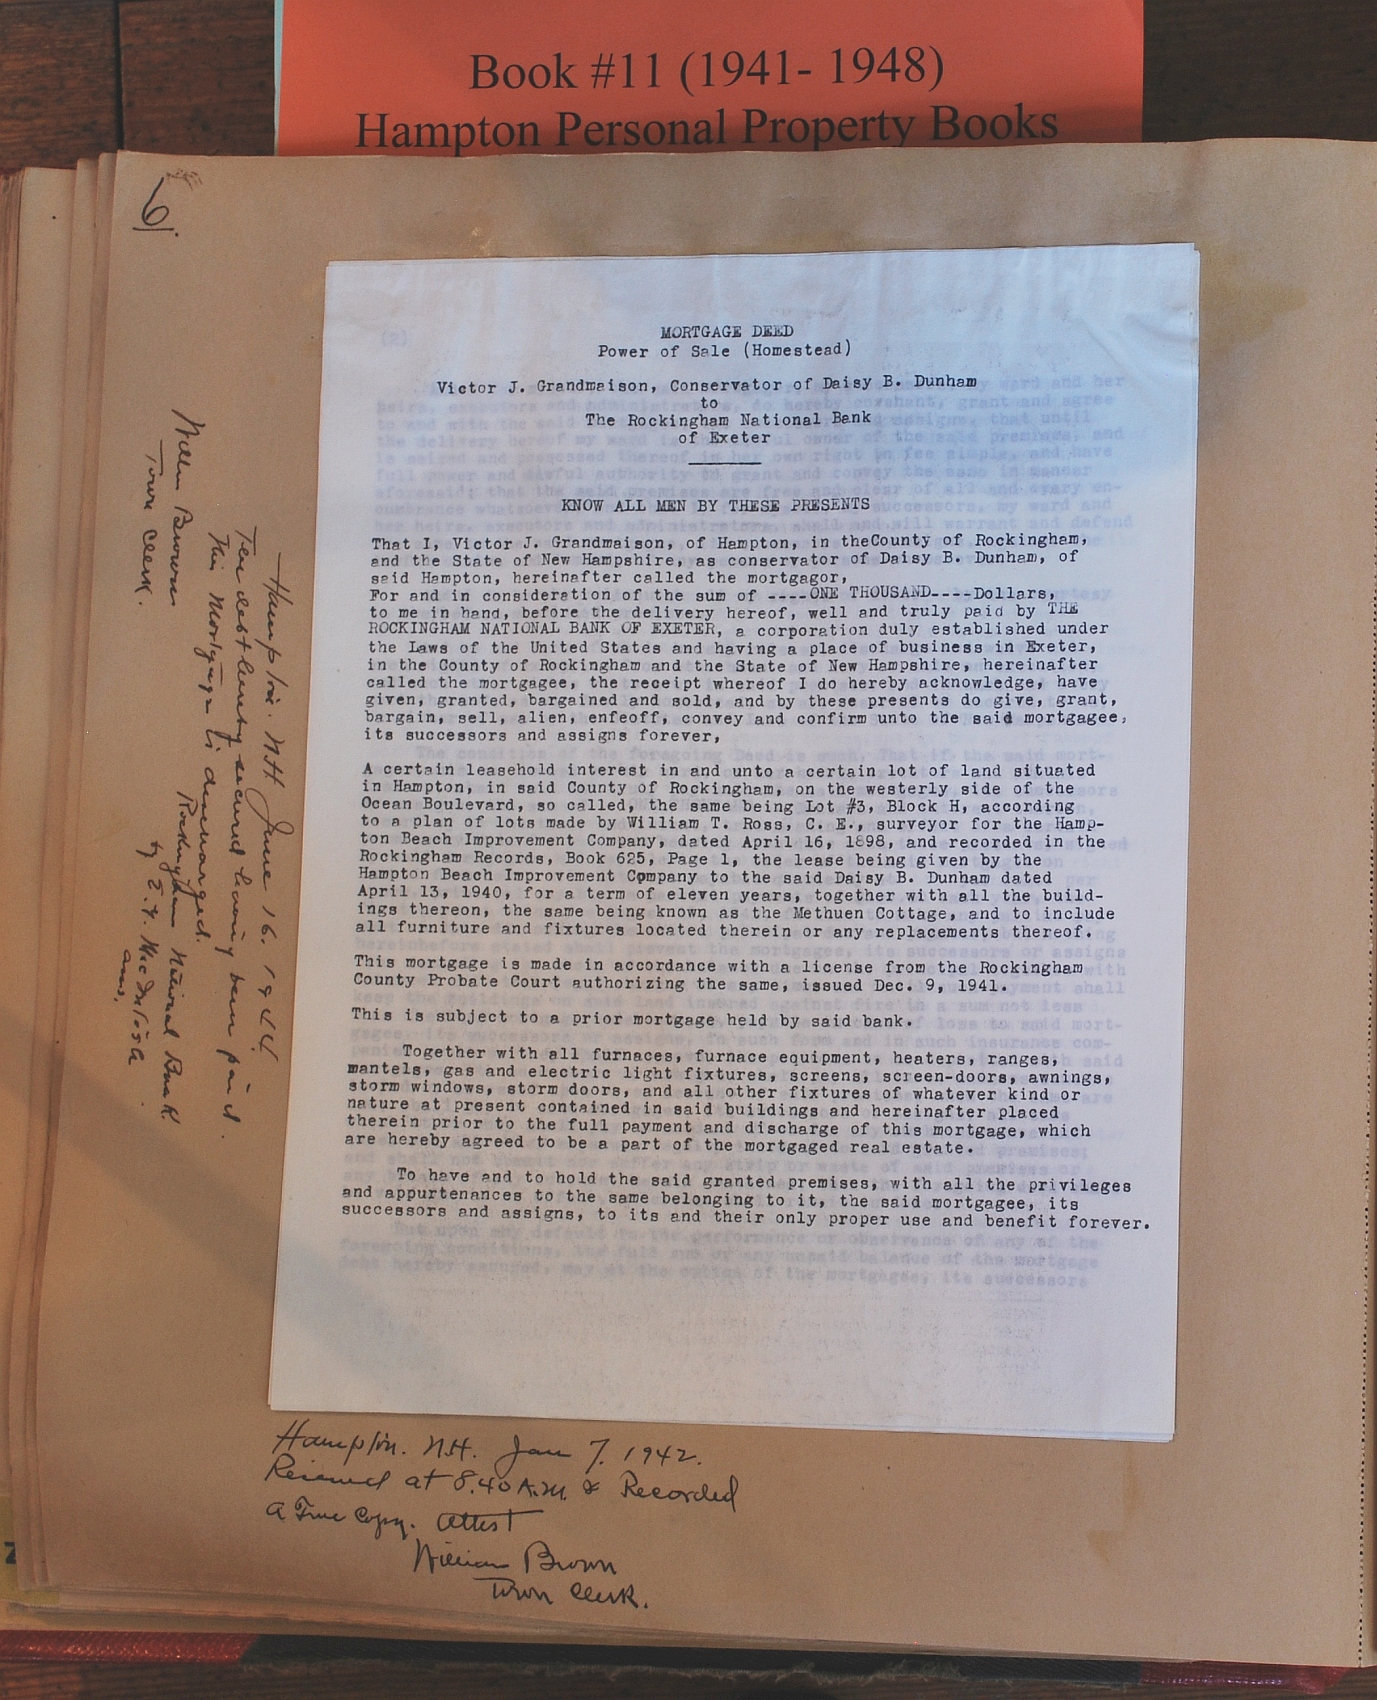 Book #11 (1941- 1948)
Hampton Personal Property Books
61.
MORTGAGE DEED
Power of Sale (Homestead)
Victor J. Grandmaison, Conservator of Daisy B. Dunham
to
The Rockingham National Bank
of Exeter
KNOW ALL MEN BY THESE PRESENTS
That I, Victor J. Grandmaison, of Hampton, in theCounty of Rockingham,
and the State of New Hampshire, as conservator of Daisy B. Dunham, of
said Hampton, hereinafter called the mortgagor,
For and in consideration of the sum of ----ONE THOUSAND----Dollars,
to me in hand, before the delivery hereof, well and truly paid by THE
ROCKINGHAM NATIONAL BANK OF EXETER, a corporation duly established under
the Laws of the United States and having a place of business in Exeter,
in the County of Rockingham and the State of New Hampshire, hereinafter
called the mortgagee, the receipt whereof I do hereby acknowledge, have
given, granted, bargained and sold, and by these presents do give, grant,
bargain, sell, alien, enfeoff, convey and confirm unto the said mortgagee,
its successors and assigns forever,
A certain leasehold interest in and unto a certain lot of land situated
in Hampton, in said County of Rockingham, on the westerly side of the
Ocean Boulevard, so called, the same being Lot #3, Block H, according
to a plan of lots made by William T. Ross, C. E., surveyor for the Hamp-
ton Beach Improvement Company, dated April 16, 1898, and recorded in the
Rockingham Records, Book 625, Page 1, the lease being given by the
Hampton Beach Improvement Company to the said Daisy B. Dunham dated
April 13, 1940, for a term of eleven years, together with all the build-
ings thereon, the same being known as the Methuen Cottage, and to include
all furniture and fixtures located therein or any replacements thereof.
This mortgage is made in accordance with a license from the Rockingham
County Probate Court authorizing the same, issued Dec. 9, 1941.
This is subject to a prior mortgage held by said bank.
Together with all furnaces, furnace equipment, heaters, ranges,
mantels, gas and electric light fixtures, screens, screen-doors, awnings,
storm windows, storm doors, and all other fixtures of whatever kind or
nature at present contained in said buildings and hereinafter placed
therein prior to the full payment and discharge of this mortgage, which
are hereby agreed to be a part of the mortgaged real estate.
To have and to hold the said granted premises, with all the privileges
and appurtenances to the same belonging to it, the said mortgagee, its
successors and assigns, to its and their only proper use and benefit forever.
Hampton. N.H. Jan 7. 1942.
Received at 8.40 A.M. & Recorded
a True Copy. Attest
William Brown
Town Clerk.
Hampton. N.H June 16. 1944
The debt hereby secured having been paid.
this Mortgage is discharged.
Rockingham National Bank
by
William Brown
Town Clerk.